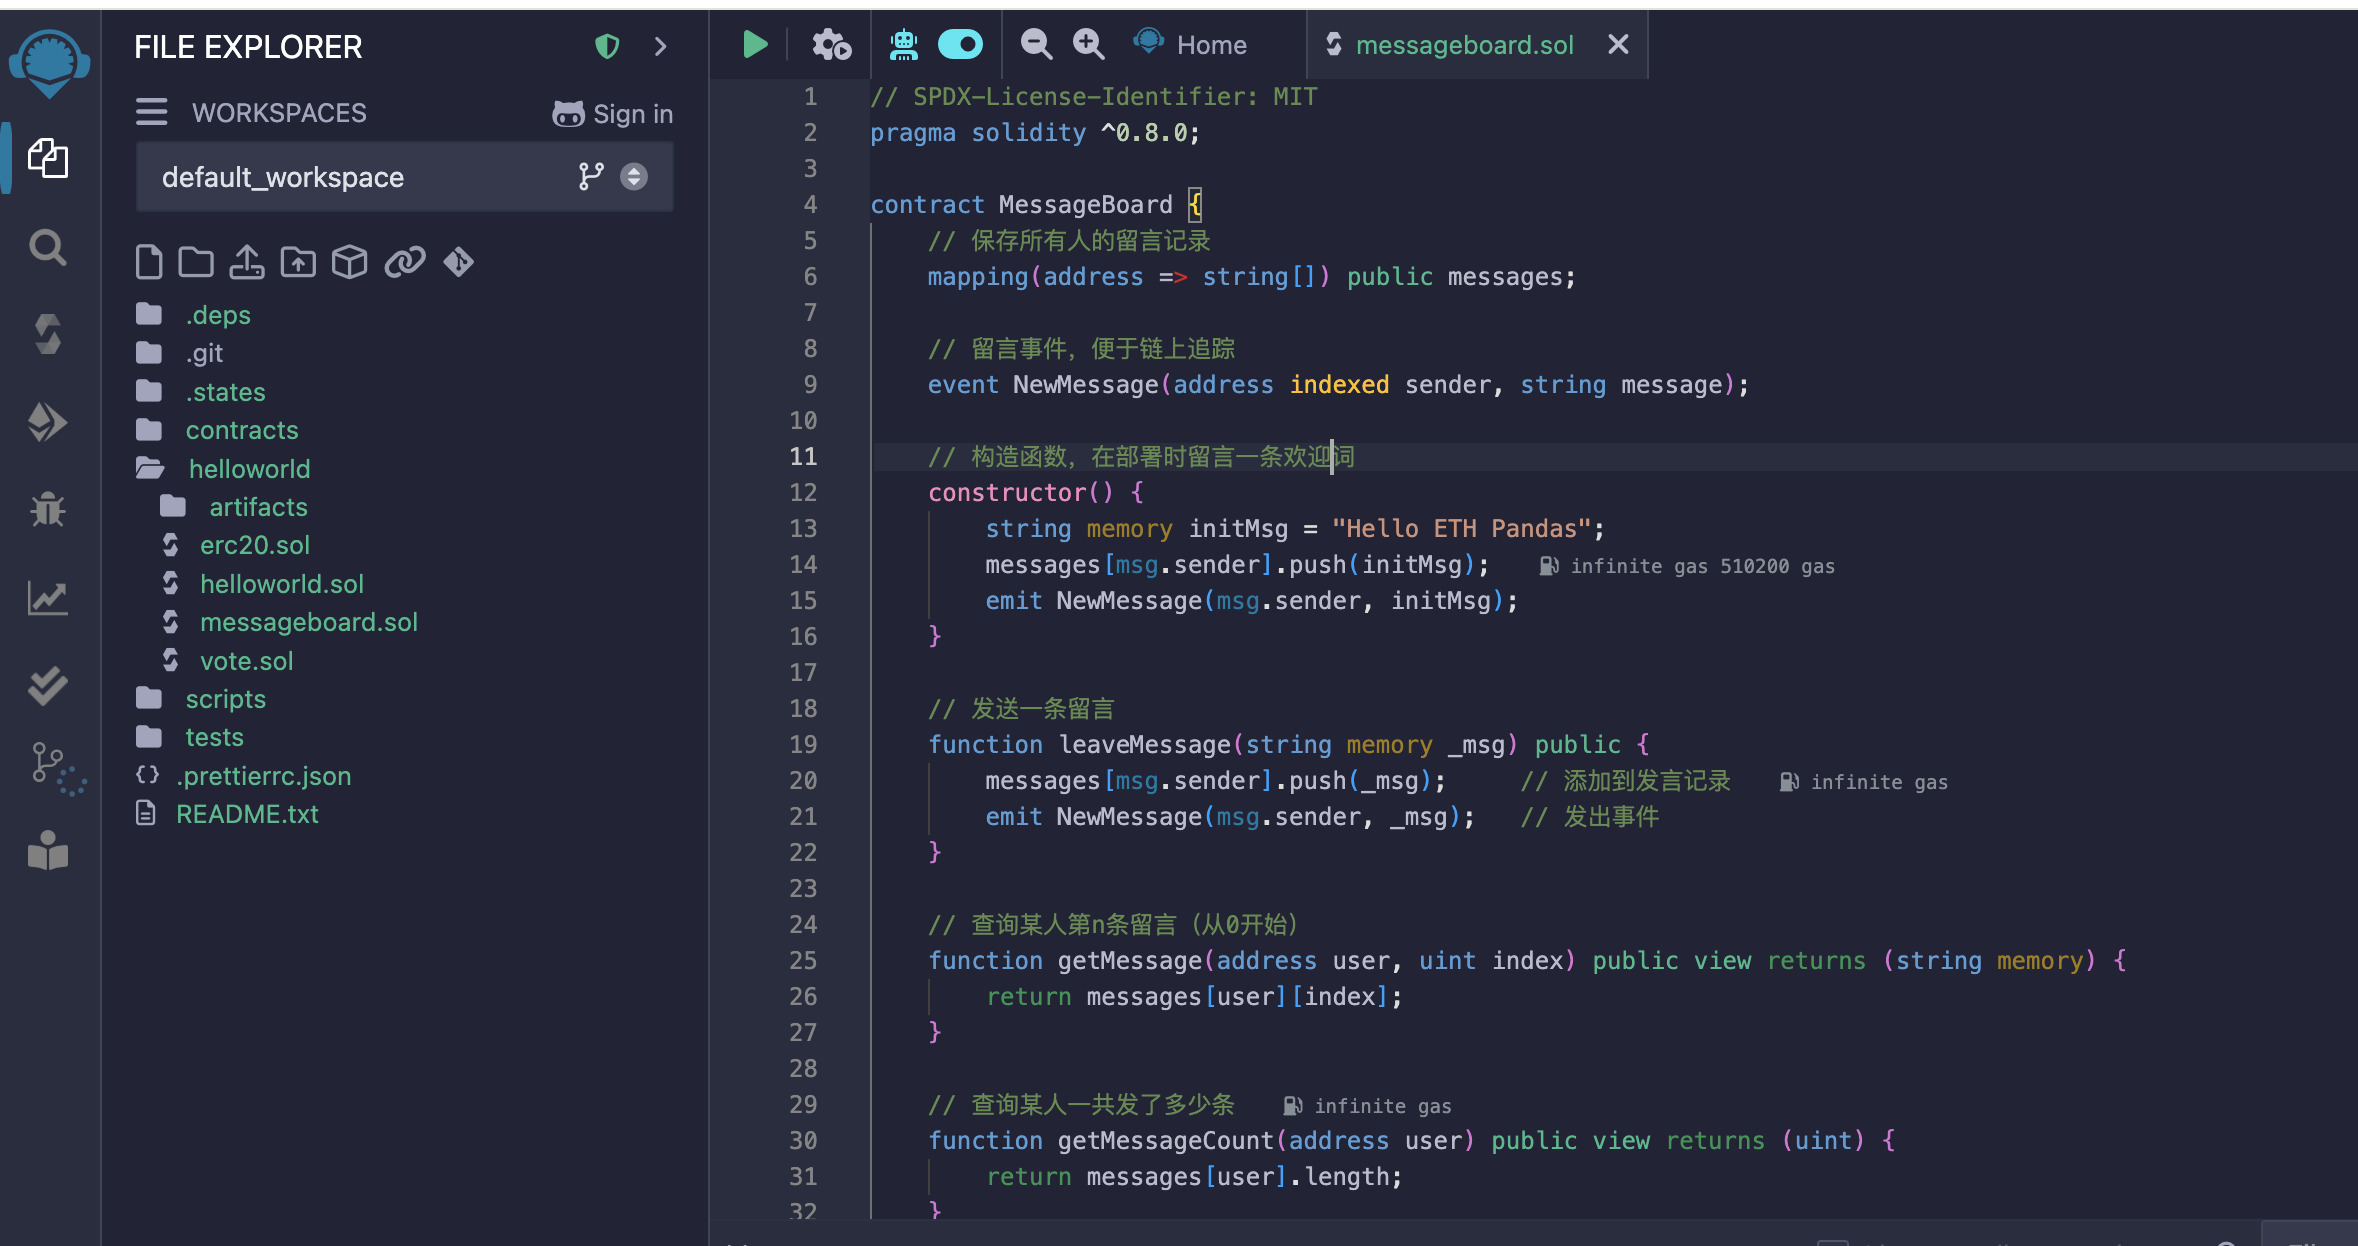 FILE EXPLORER
WORKSPACES
Sign in
default_workspace
.deps
.git
.states
contracts
helloworld
artifacts
erc20.sol
helloworld.sol
messageboard.sol
vote.sol
scripts
tests
.prettierrc.json
README.txt
Home
messageboard.sol
1 // SPDX-License-Identifier: MIT
2 pragma solidity ^0.8.0;
3
4 contract MessageBoard {
5 // 保存所有人的留言记录
6 mapping(address => string[]) public messages;
7
8 // 留言事件，便于链上追踪
9 event NewMessage(address indexed sender, string message);
10
11 // 构造函数，在部署时留言一条欢迎词
12 constructor() {
13 string memory initMsg = "Hello ETH Pandas";
14 messages[msg.sender].push(initMsg); infinite gas 510200 gas
15 emit NewMessage(msg.sender, initMsg);
16 }
17
18 // 发送一条留言
19 function leaveMessage(string memory _msg) public {
20 messages[msg.sender].push(_msg); // 添加到发言记录 infinite gas
21 emit NewMessage(msg.sender, _msg); // 发出事件
22 }
23
24 // 查询某人第n条留言（从0开始）
25 function getMessage(address user, uint index) public view returns (string memory) {
26 return messages[user][index];
27 }
28
29 // 查询某人一共发了多少条 infinite gas
30 function getMessageCount(address user) public view returns (uint) {
31 return messages[user].length;
32 }